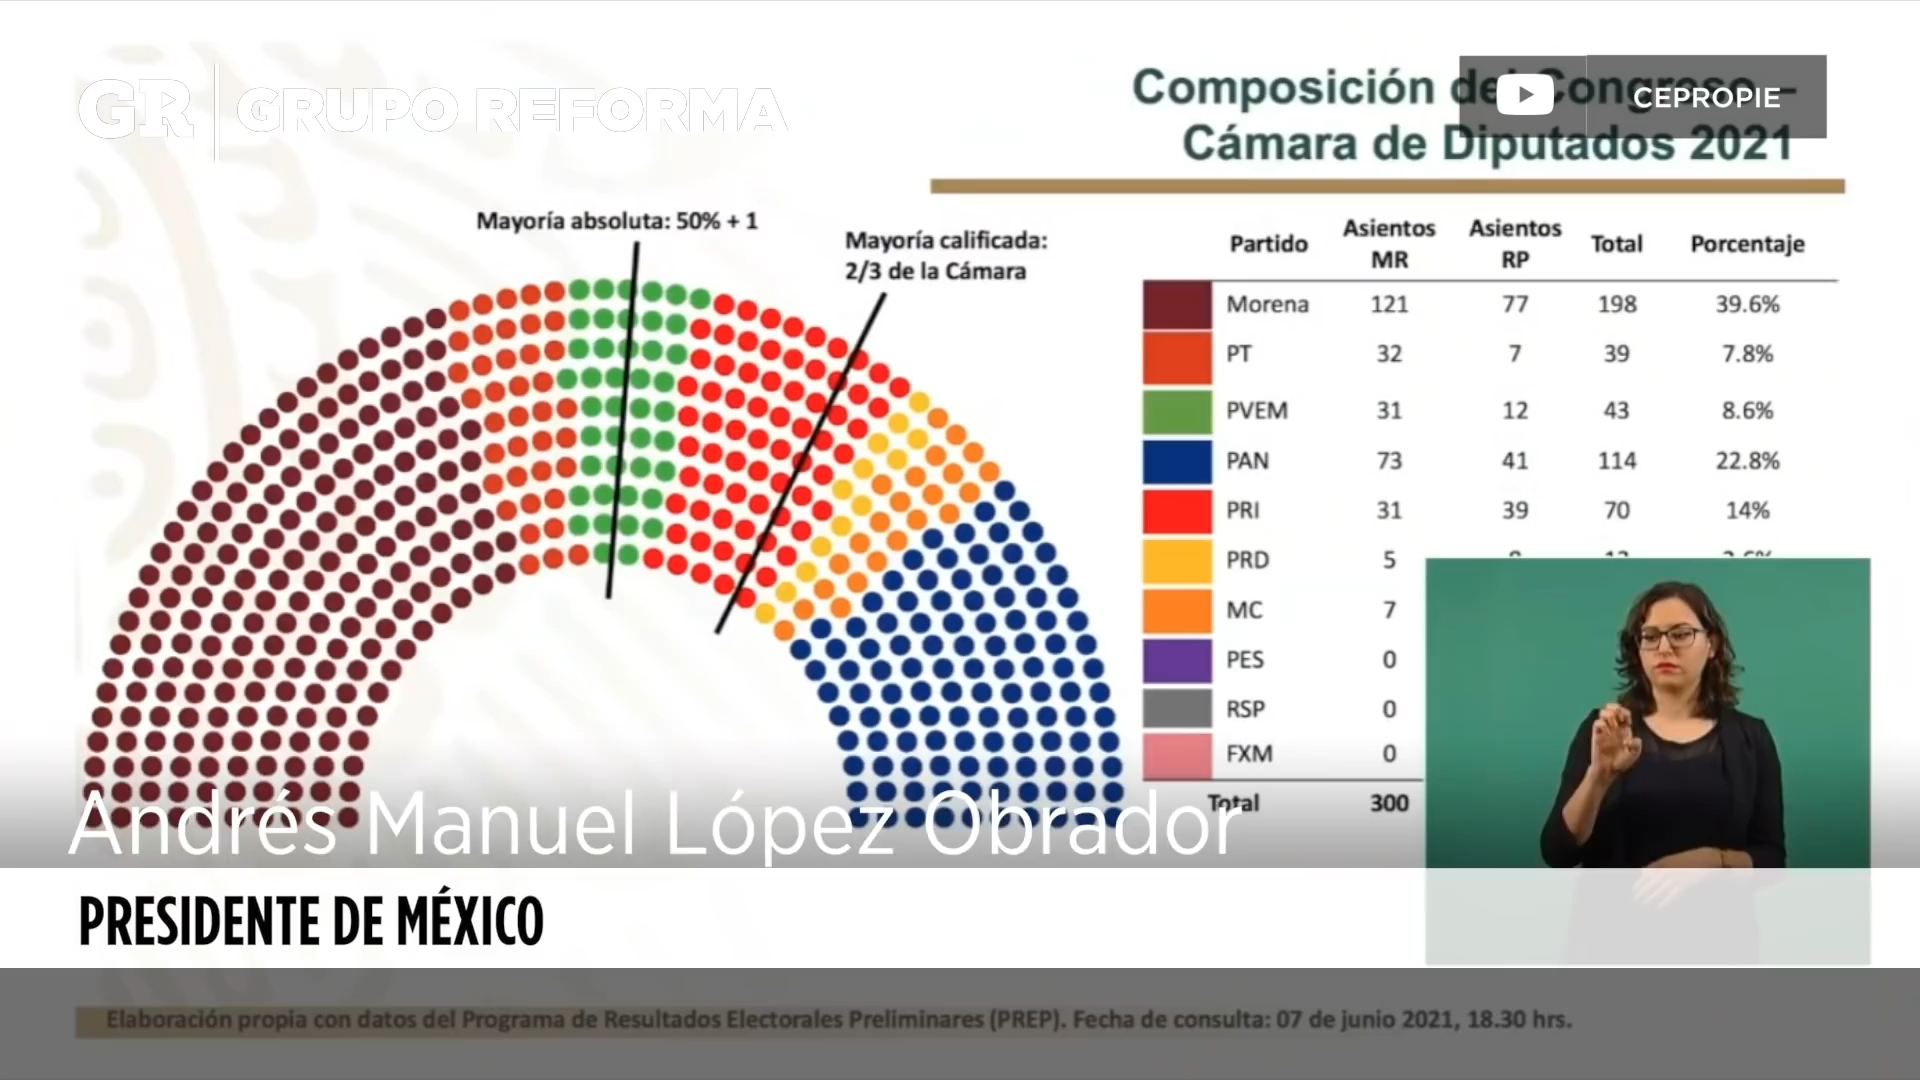 GR GRUPO REFORMA
CEPROPIE
Composición del Congreso –
Cámara de Diputados 2021
Mayoría absoluta: 50% + 1
Mayoría calificada:
2/3 de la Cámara
Partido Asientos MR Asientos RP Total Porcentaje
Morena 121 77 198 39.6%
PT 32 7 39 7.8%
PVEM 31 12 43 8.6%
PAN 73 41 114 22.8%
PRI 31 39 70 14%
PRD 5
MC 7
PES 0
RSP 0
FXM 0
Total 300
Andrés Manuel López Obrador
PRESIDENTE DE MÉXICO
Elaboración propia con datos del Programa de Resultados Electorales Preliminares (PREP). Fecha de consulta: 07 de junio 2021, 18.30 hrs.